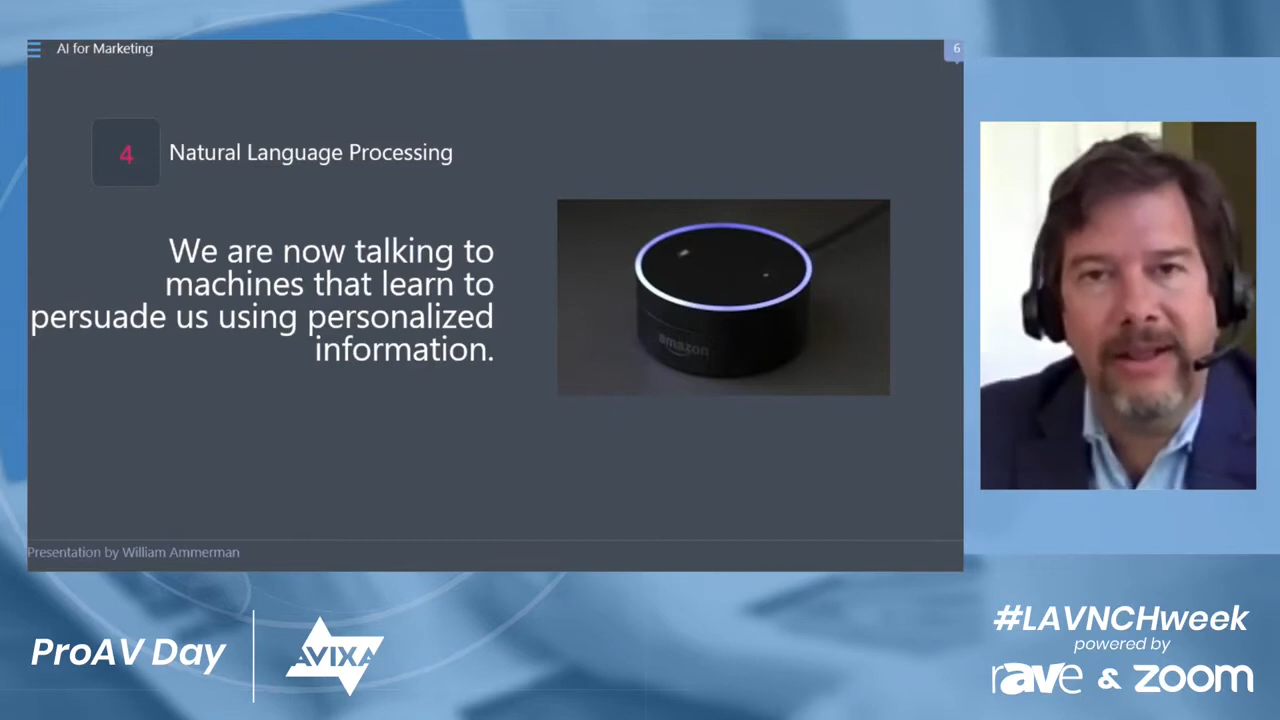 AI for Marketing
6
4
Natural Language Processing
We are now talking to
machines that learn to
persuade us using personalized
information.
amazon
Presentation by William Ammerman
ProAV Day
AVIXA
#LAVNCHweek
powered by
rAVe & zoom